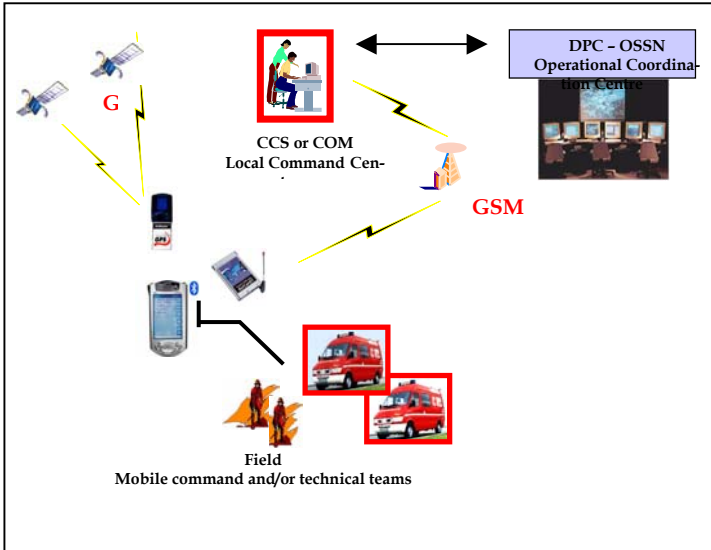 DPC – OSSN
Operational Coordina-
tion Centre
G
CCS or COM
Local Command Cen-
GSM
GPS
Field
Mobile command and/or technical teams